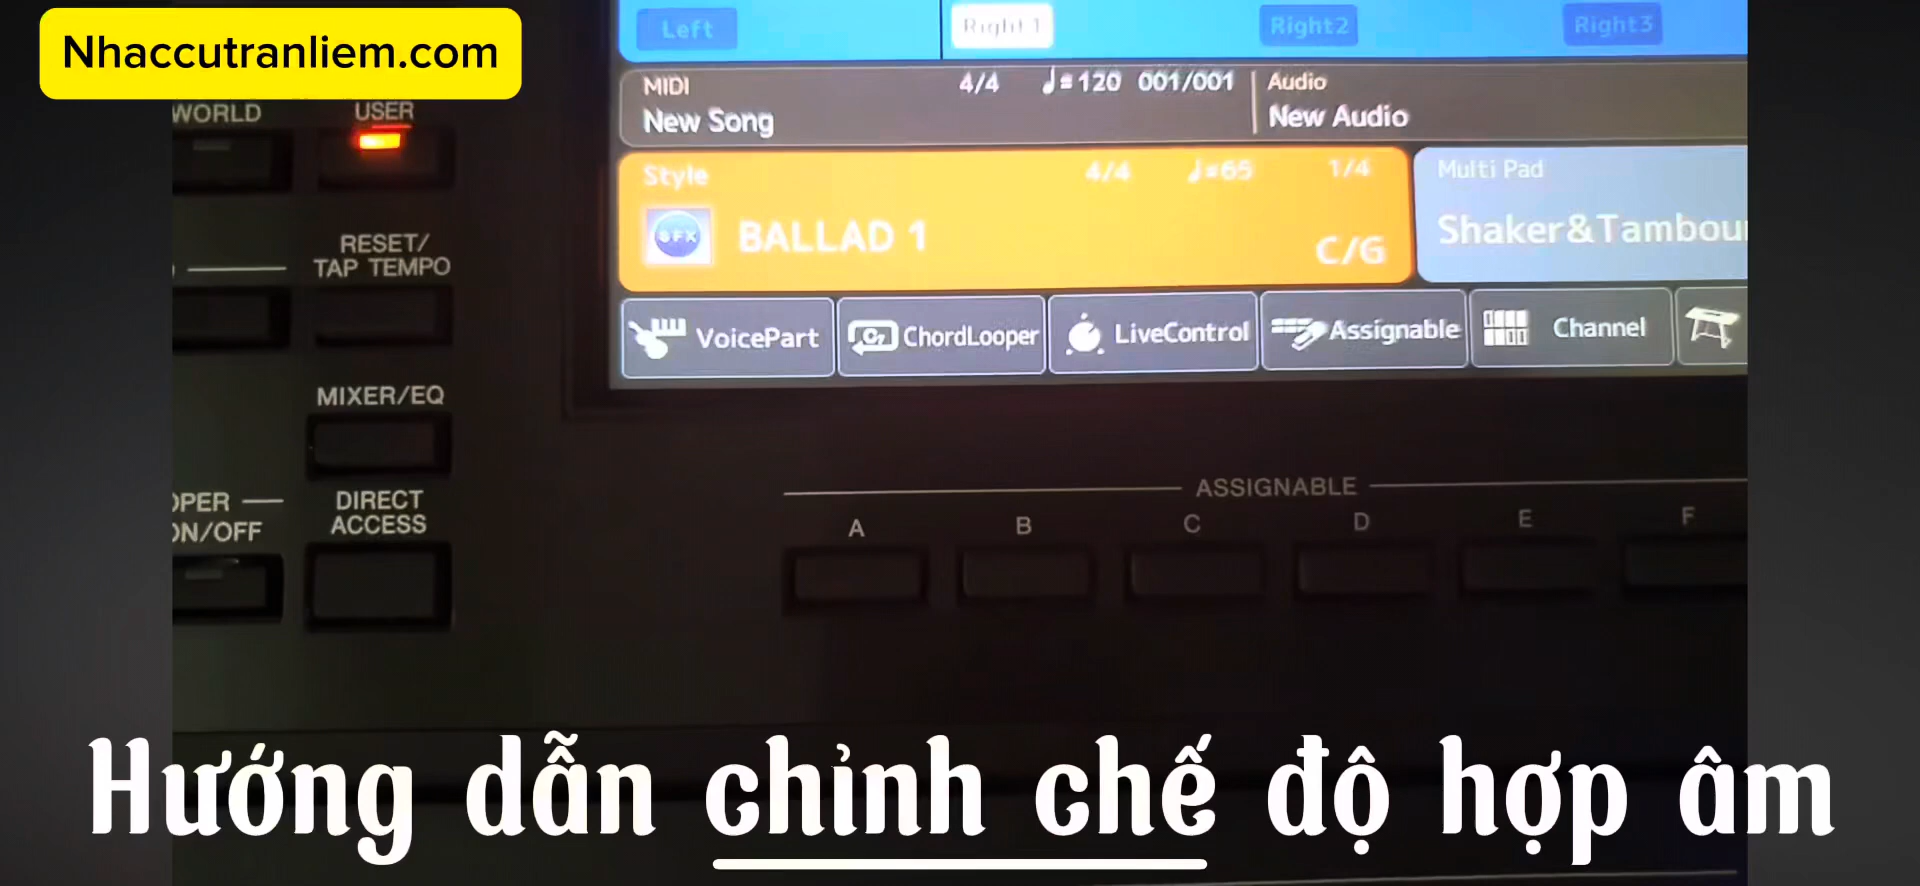 Nhaccutranliem.com
Left
Right 1
Right2
Right3
MIDI 4/4 ♩=120 001/001
New Song
Audio
New Audio
WORLD
USER
Style 4/4 ♩=65 1/4
SFX
BALLAD 1
C/G
Multi Pad
Shaker&Tambou
RESET/
TAP TEMPO
VoicePart
ChordLooper
LiveControl
Assignable
Channel
MIXER/EQ
OPER
ON/OFF
DIRECT
ACCESS
ASSIGNABLE
A B C D E F
Hướng dẫn chỉnh chế độ hợp âm